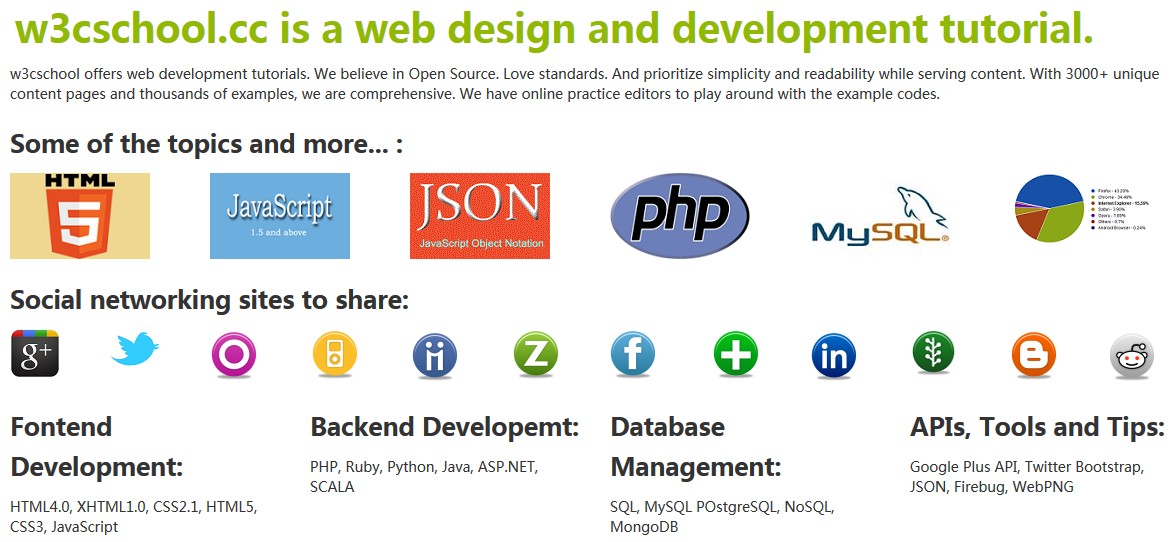 w3cschool.cc is a web design and development tutorial.
w3cschool offers web development tutorials. We believe in Open Source. Love standards. And prioritize simplicity and readability while serving content. With 3000+ unique
content pages and thousands of examples, we are comprehensive. We have online practice editors to play around with the example codes.
Some of the topics and more... :
HTML
5
JavaScript
1.5 and above
JSON
JavaScript Object Notation
php
MySQL
Firefox - 43.20%
Chrome - 34.40%
Internet Explorer - 15.59%
Safari - 3.90%
Opera - 1.90%
Others - 0.7%
Android Browser - 0.24%
Social networking sites to share:
g+
Z
f
in
B
Fontend
Development:
HTML4.0, XHTML1.0, CSS2.1, HTML5,
CSS3, JavaScript
Backend Developemt:
PHP, Ruby, Python, Java, ASP.NET,
SCALA
Database
Management:
SQL, MySQL POstgreSQL, NoSQL,
MongoDB
APIs, Tools and Tips:
Google Plus API, Twitter Bootstrap,
JSON, Firebug, WebPNG